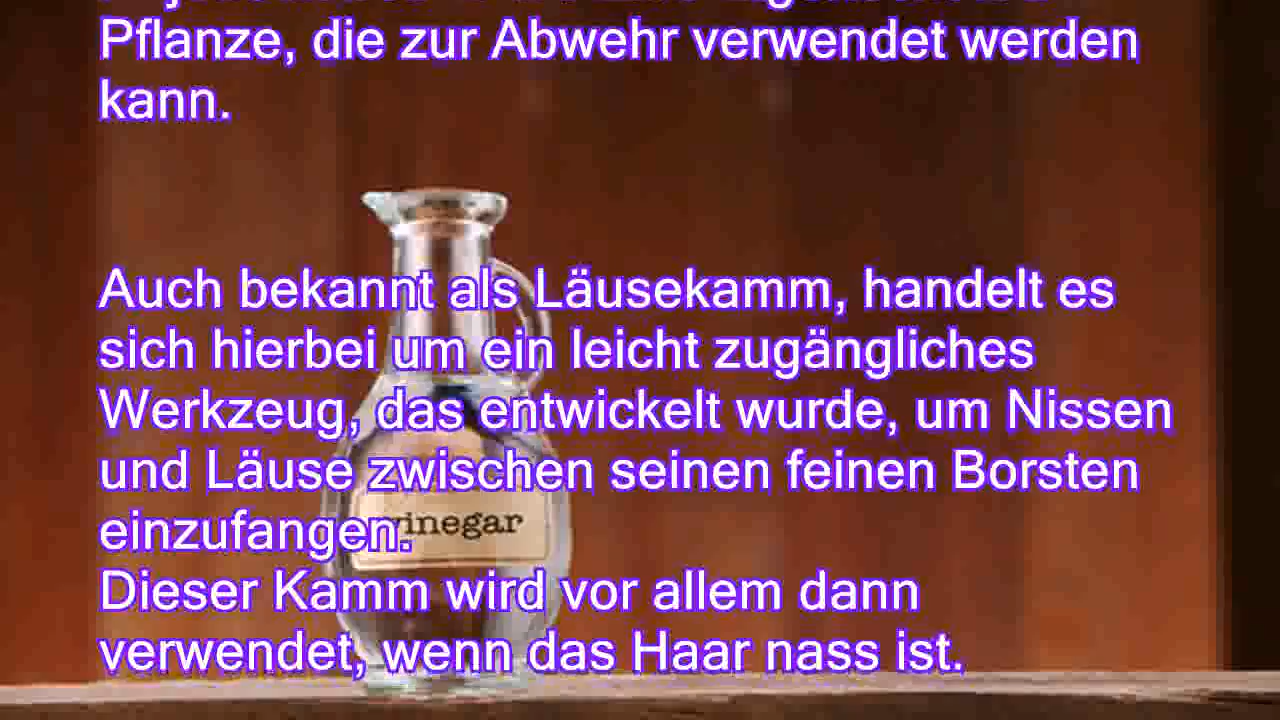 Pflanze, die zur Abwehr verwendet werden
kann.
Auch bekannt als Läusekamm, handelt es
sich hierbei um ein leicht zugängliches
Werkzeug, das entwickelt wurde, um Nissen
und Läuse zwischen seinen feinen Borsten
einzufangen.
vinegar
Dieser Kamm wird vor allem dann
verwendet, wenn das Haar nass ist.